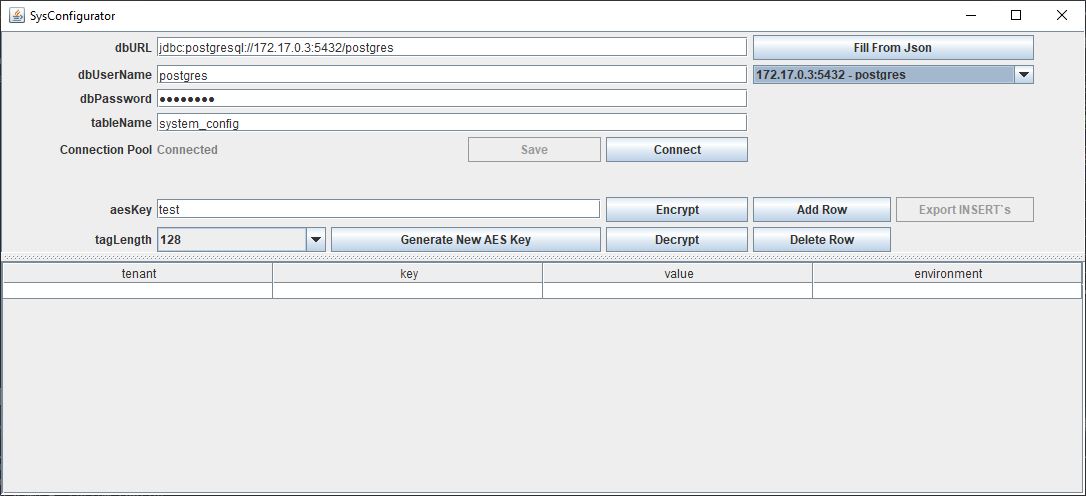 SysConfigurator
dbURL jdbc:postgresql://172.17.0.3:5432/postgres Fill From Json
dbUserName postgres 172.17.0.3:5432 - postgres
dbPassword ●●●●●●●●
tableName system_config
Connection Pool Connected Save Connect
aesKey test Encrypt Add Row Export INSERT`s
tagLength 128 Generate New AES Key Decrypt Delete Row
tenant key value environment